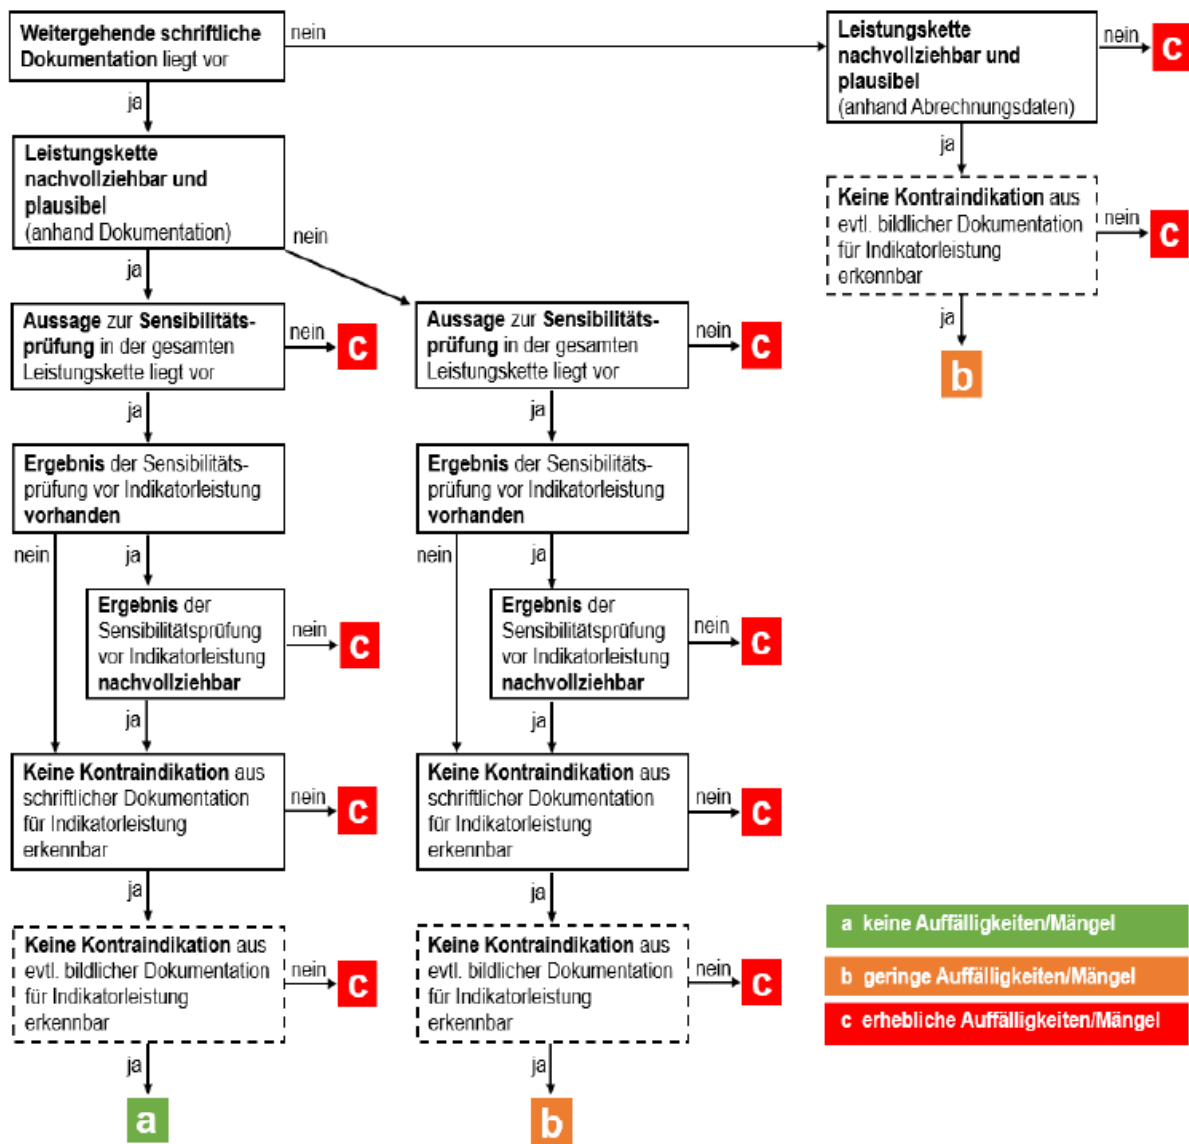 Weitergehende schriftliche
Dokumentation liegt vor
nein
ja
Leistungskette
nachvollziehbar und
plausibel
(anhand Abrechnungsdaten)
nein
c
ja
Keine Kontraindikation aus
evtl. bildlicher Dokumentation
für Indikatorleistung
erkennbar
nein
c
ja
b
Leistungskette
nachvollziehbar und
plausibel
(anhand Dokumentation)
nein
ja
Aussage zur Sensibilitäts-
prüfung in der gesamten
Leistungskette liegt vor
nein
c
ja
Ergebnis der Sensibilitäts-
prüfung vor Indikatorleistung
vorhanden
nein
ja
Ergebnis der
Sensibilitätsprüfung
vor Indikatorleistung
nachvollziehbar
nein
c
ja
Keine Kontraindikation aus
schriftlicher Dokumentation
für Indikatorleistung
erkennbar
nein
c
ja
Keine Kontraindikation aus
evtl. bildlicher Dokumentation
für Indikatorleistung
erkennbar
nein
c
ja
a
Aussage zur Sensibilitäts-
prüfung in der gesamten
Leistungskette liegt vor
nein
c
ja
Ergebnis der Sensibilitäts-
prüfung vor Indikatorleistung
vorhanden
nein
ja
Ergebnis der
Sensibilitätsprüfung
vor Indikatorleistung
nachvollziehbar
nein
c
ja
Keine Kontraindikation aus
schriftlicher Dokumentation
für Indikatorleistung
erkennbar
nein
c
ja
Keine Kontraindikation aus
evtl. bildlicher Dokumentation
für Indikatorleistung
erkennbar
nein
c
ja
b
a keine Auffälligkeiten/Mängel
b geringe Auffälligkeiten/Mängel
c erhebliche Auffälligkeiten/Mängel